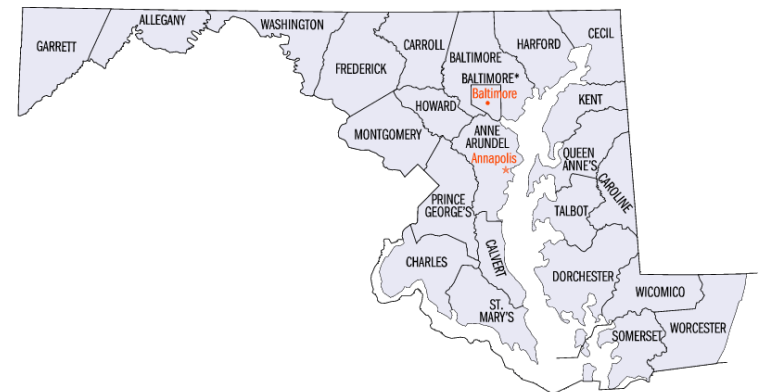 GARRETT
ALLEGANY
WASHINGTON
FREDERICK
CARROLL
BALTIMORE
BALTIMORE*
Baltimore
HARFORD
CECIL
HOWARD
KENT
MONTGOMERY
ANNE
ARUNDEL
Annapolis
QUEEN
ANNE'S
CAROLINE
PRINCE
GEORGE'S
TALBOT
CALVERT
CHARLES
ST.
MARY'S
DORCHESTER
WICOMICO
SOMERSET
WORCESTER